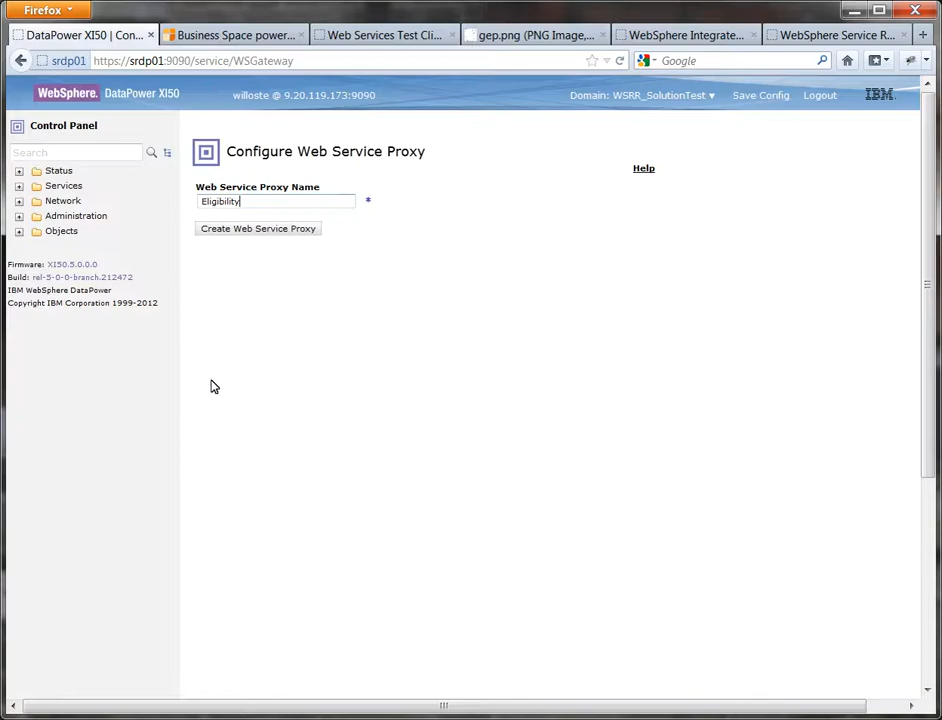 Firefox
DataPower XI50 | Con...
Business Space power...
Web Services Test Cli...
gep.png (PNG Image,...
WebSphere Integrate...
WebSphere Service R...
srdp01
https://srdp01:9090/service/WSGateway
Google
WebSphere. DataPower XI50
willoste @ 9.20.119.173:9090
Domain: WSRR_SolutionTest
Save Config
Logout
IBM
Control Panel
Search
Status
Services
Network
Administration
Objects
Firmware: XI50.5.0.0.0
Build: rel-5-0-0-branch.212472
IBM WebSphere DataPower
Copyright IBM Corporation 1999-2012
Configure Web Service Proxy
Help
Web Service Proxy Name
Eligibility *
Create Web Service Proxy